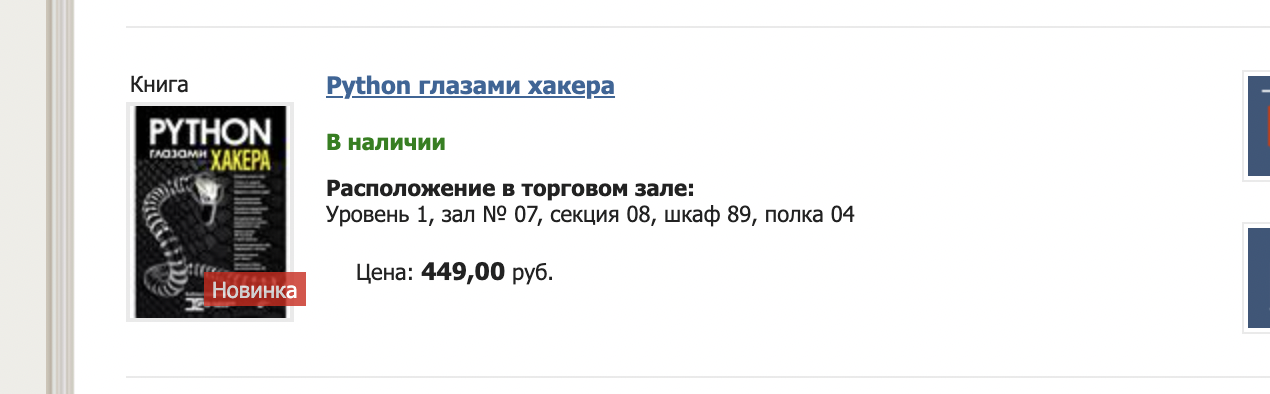 Книга
PYTHON
глазами ХАКЕРА
Новинка
Python глазами хакера
В наличии
Расположение в торговом зале:
Уровень 1, зал № 07, секция 08, шкаф 89, полка 04
Цена: 449,00 руб.